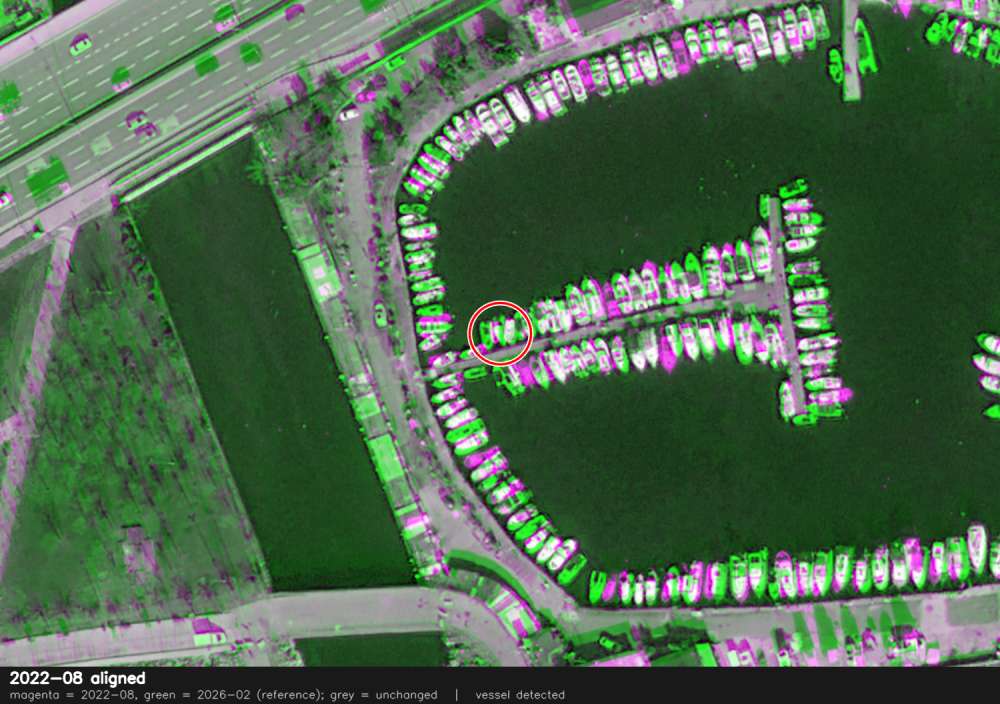 2022-08 aligned
magenta = 2022-08, green = 2026-02 (reference); grey = unchanged | vessel detected